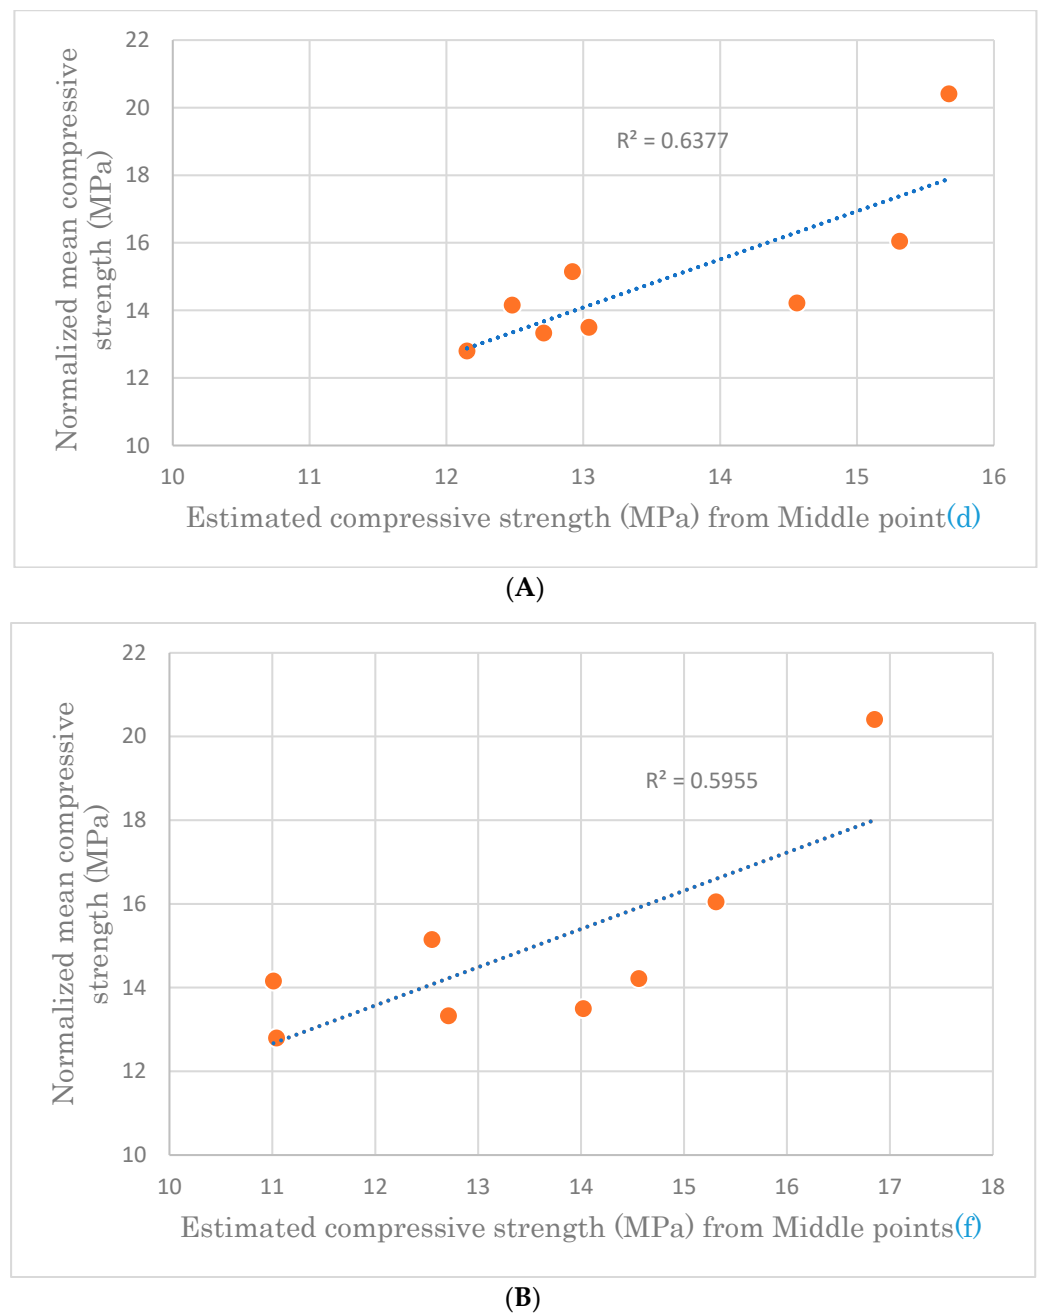 22
20
18
16
14
12
10
Normalized mean compressive
strength (MPa)
R² = 0.6377
10 11 12 13 14 15 16
Estimated compressive strength (MPa) from Middle point(d)
(A)
22
20
18
16
14
12
10
Normalized mean compressive
strength (MPa)
R² = 0.5955
10 11 12 13 14 15 16 17 18
Estimated compressive strength (MPa) from Middle points(f)
(B)